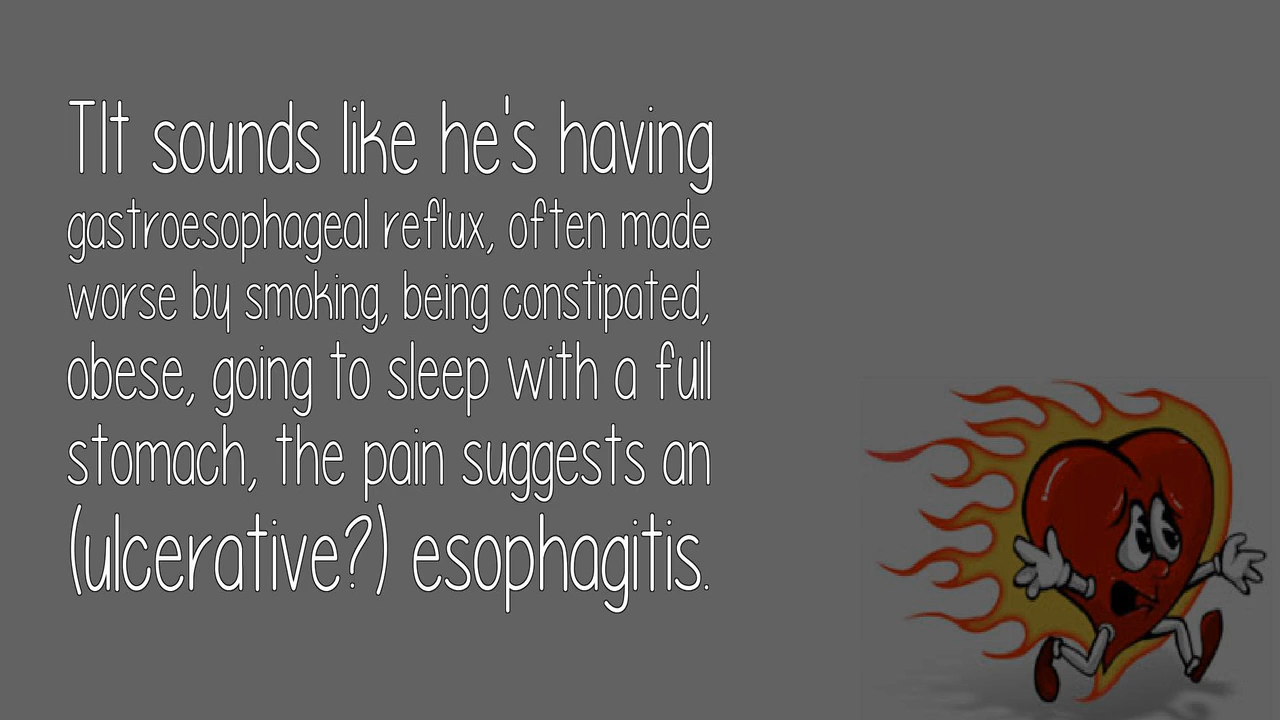 TIt sounds like he's having
gastroesophageal reflux, often made
worse by smoking, being constipated,
obese, going to sleep with a full
stomach, the pain suggests an
(ulcerative?) esophagitis.